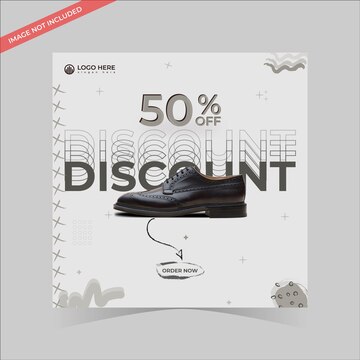 IMAGE NOT INCLUDED
LOGO HERE
slogan here
50% OFF
DISCOUNT
DISCOUNT
ORDER NOW